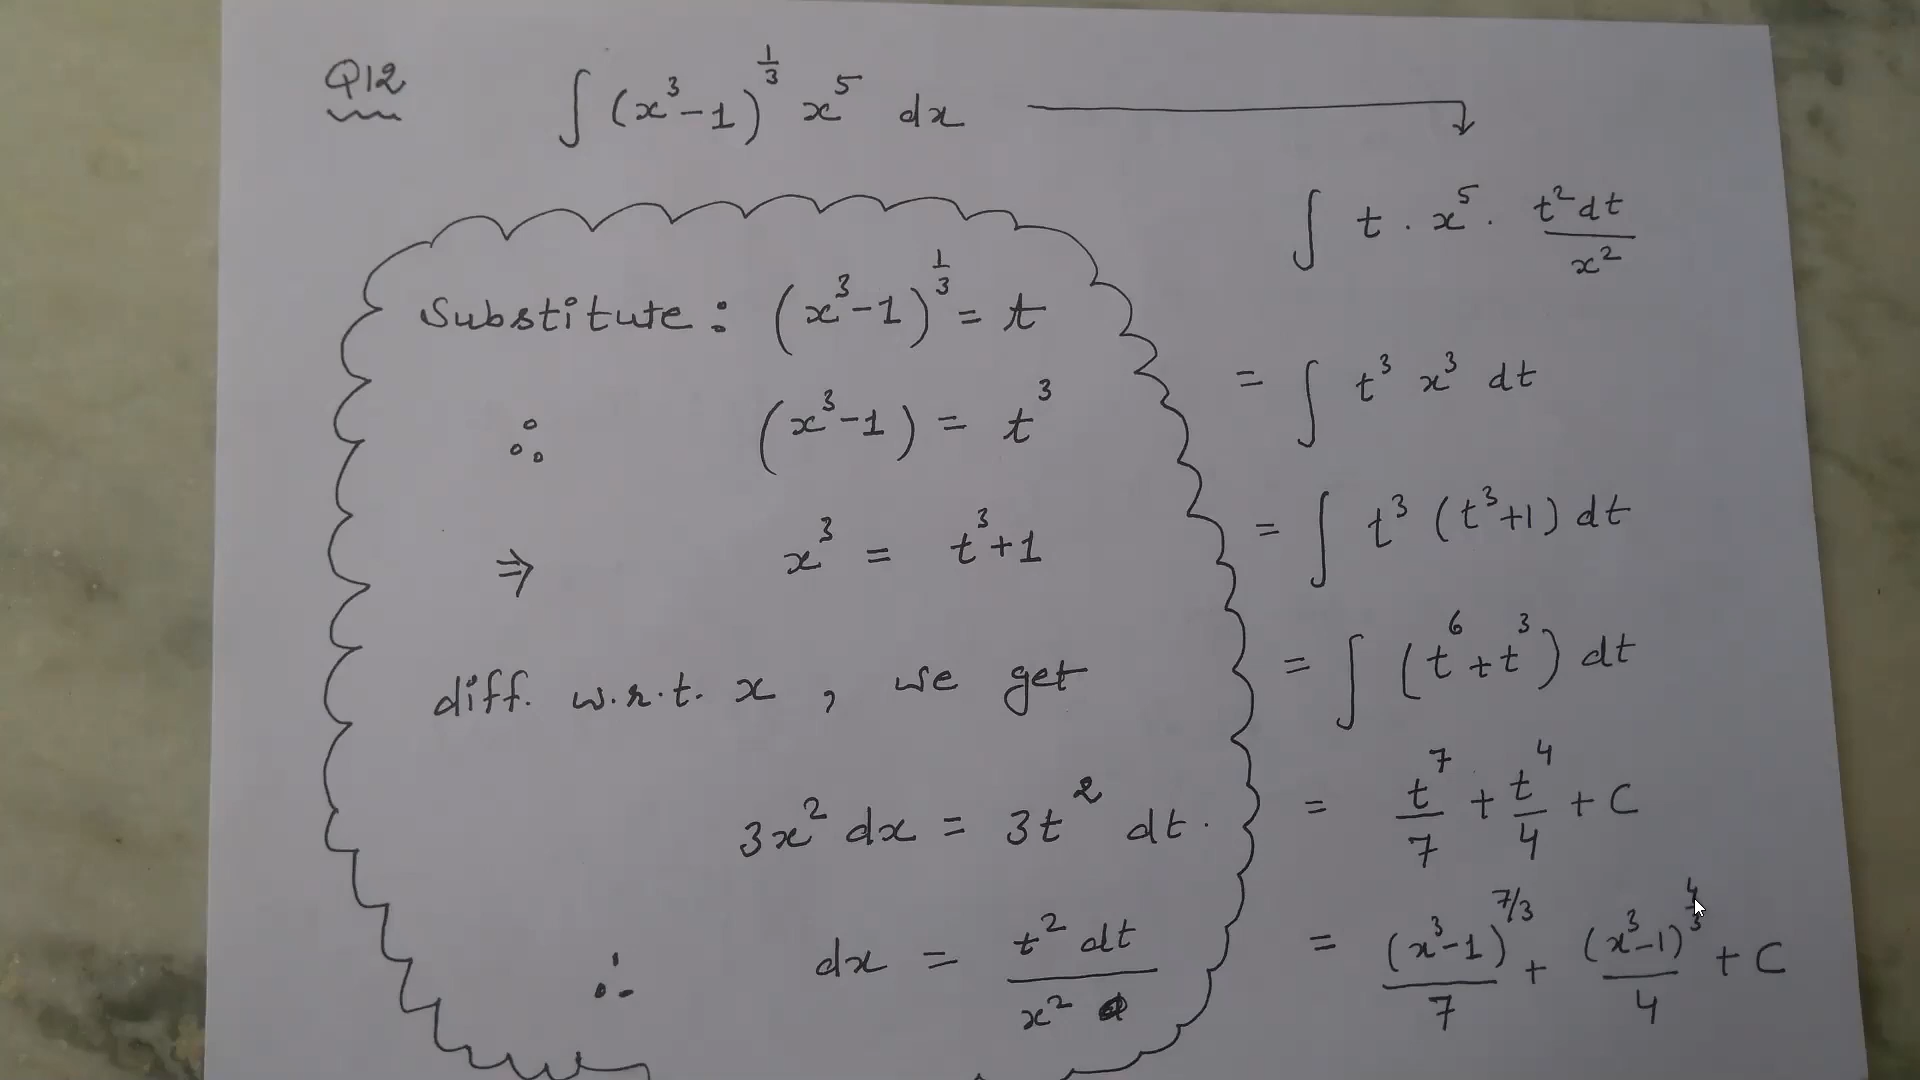 Q12
∫ (x³-1)^(1/3) x⁵ dx
Substitute: (x³-1)^(1/3) = t
∴ (x³-1) = t³
⇒ x³ = t³+1
diff. w.r.t. x, we get
3x² dx = 3t² dt.
∴ dx = t² dt / x²
∫ t . x⁵ . t² dt / x²
= ∫ t³ x³ dt
= ∫ t³ (t³+1) dt
= ∫ (t⁶+t³) dt
= t⁷/7 + t⁴/4 + C
= (x³-1)^(7/3)/7 + (x³-1)^(4/3)/4 + C